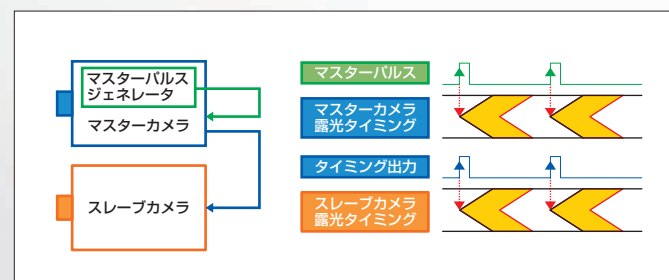 マスターパルス
ジェネレータ
マスターカメラ
スレーブカメラ
マスターパルス
マスターカメラ
露光タイミング
タイミング出力
スレーブカメラ
露光タイミング